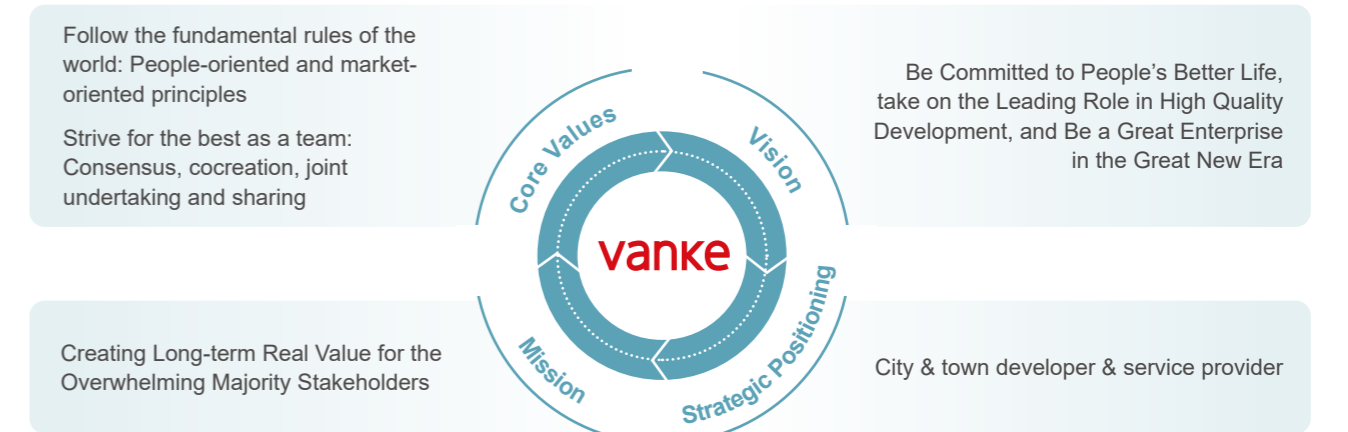 Follow the fundamental rules of the
world: People-oriented and market-
oriented principles
Strive for the best as a team:
Consensus, cocreation, joint
undertaking and sharing
Core Values
Vision
Be Committed to People’s Better Life,
take on the Leading Role in High Quality
Development, and Be a Great Enterprise
in the Great New Era
vanke
Creating Long-term Real Value for the
Overwhelming Majority Stakeholders
Mission
Strategic Positioning
City & town developer & service provider